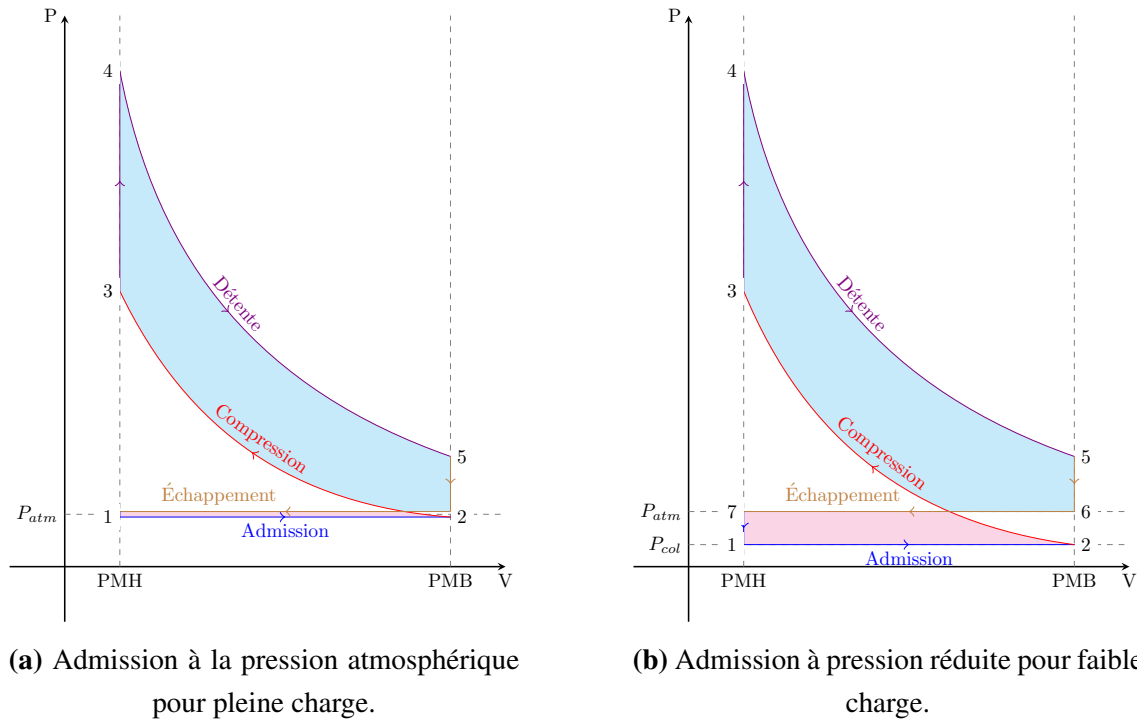 P
4
3
Détente
Compression
5
Échappement
P_atm
1
2
Admission
PMH
PMB
V
P
4
3
Détente
Compression
5
Échappement
P_atm
7
6
P_col
1
2
Admission
PMH
PMB
V
(a) Admission à la pression atmosphérique
pour pleine charge.
(b) Admission à pression réduite pour faible
charge.